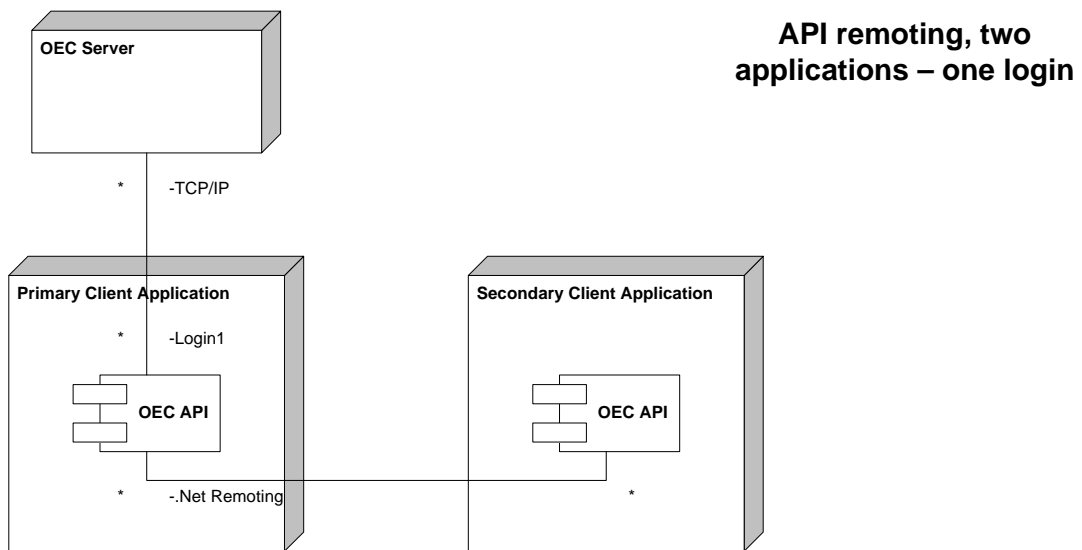 OEC Server
API remoting, two
applications – one login
* -TCP/IP
Primary Client Application
Secondary Client Application
* -Login1
OEC API
OEC API
* -.Net Remoting
*